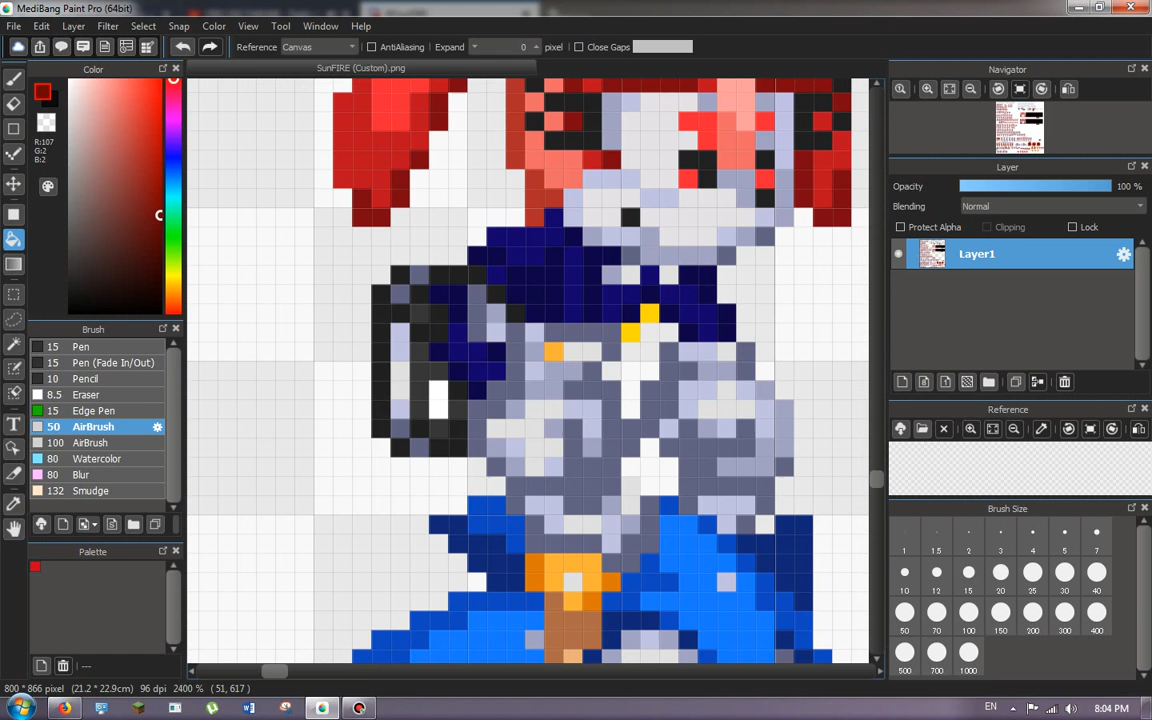 MediBang Paint Pro (64bit)
File Edit Layer Filter Select Snap Color View Tool Window Help
Reference Canvas AntiAliasing Expand 0 pixel Close Gaps
Color
SunFIRE (Custom).png
Navigator
R:107
G:2
B:2
Layer
Opacity 100 %
Blending Normal
Protect Alpha Clipping Lock
Layer1
Brush
15 Pen
15 Pen (Fade In/Out)
10 Pencil
8.5 Eraser
15 Edge Pen
50 AirBrush
100 AirBrush
80 Watercolor
80 Blur
132 Smudge
Reference
Brush Size
1 1.5 2 3 4 5 7
10 12 15 20 25 30 40
50 70 100 150 200 300 400
500 700 1000
Palette
---
800 * 866 pixel (21.2 * 22.9cm) 96 dpi 2400 % ( 51, 617 )
EN 8:04 PM